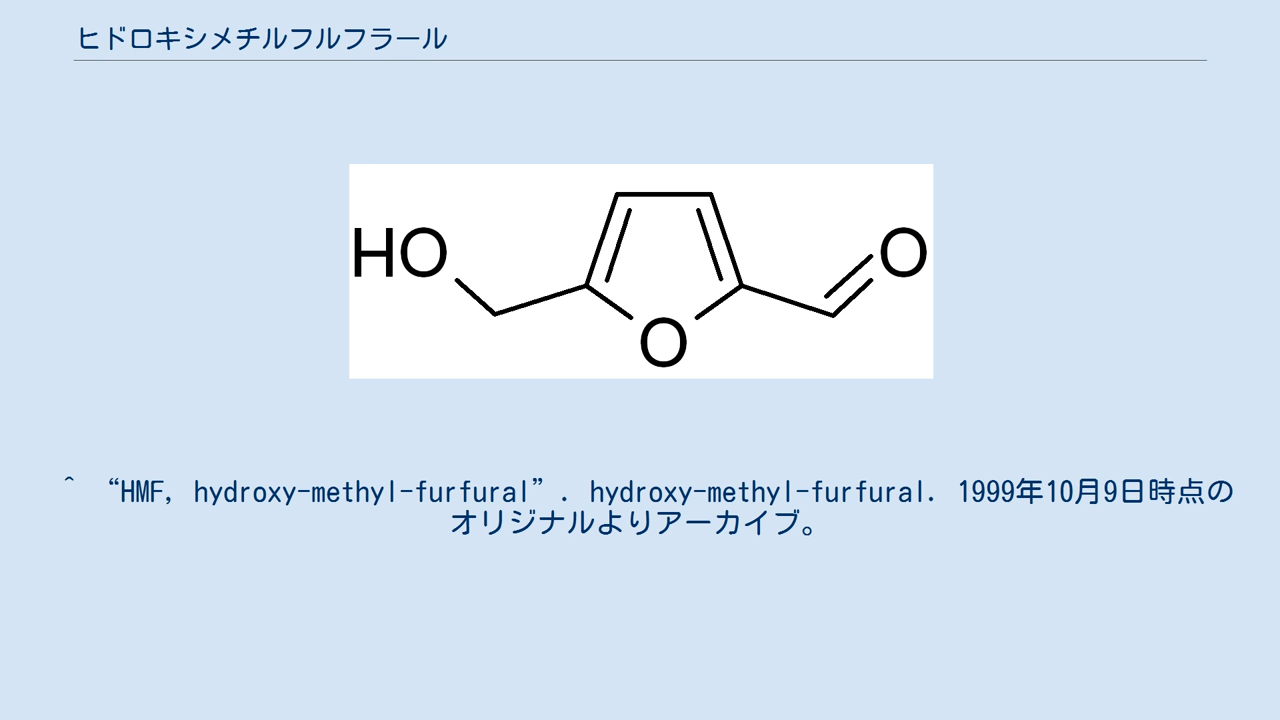 ヒドロキシメチルフルフラール
HO
O
O
^ “HMF, hydroxy-methyl-furfural”. hydroxy-methyl-furfural. 1999年10月9日時点の
オリジナルよりアーカイブ。